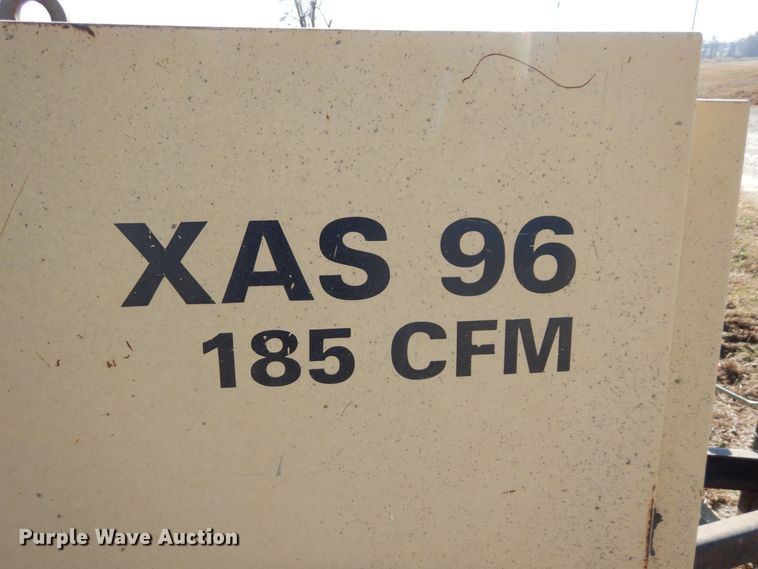 XAS 96
185 CFM
Purple Wave Auction